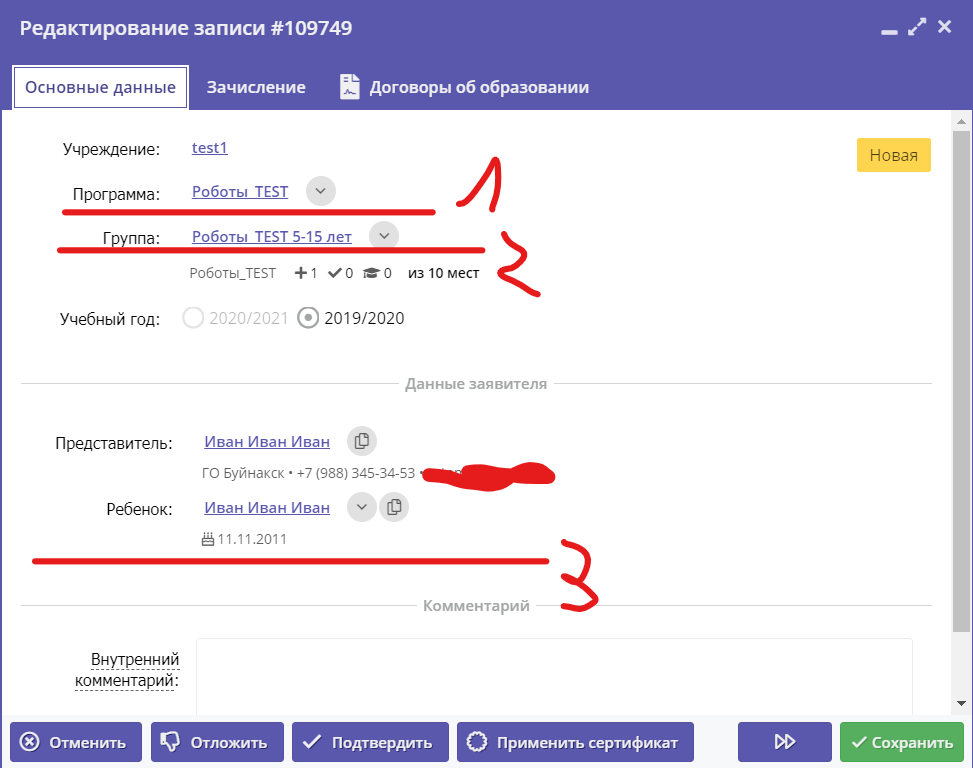 Редактирование записи #109749
Основные данные Зачисление Договоры об образовании
Учреждение: test1
Новая
Программа: Роботы_TEST
1
Группа: Роботы_TEST 5-15 лет
Роботы_TEST +1 0 0 из 10 мест
2
Учебный год: 2020/2021 2019/2020
Данные заявителя
Представитель: Иван Иван Иван
ГО Буйнакск • +7 (988) 345-34-53 •
Ребенок: Иван Иван Иван
11.11.2011
3
Комментарий
Внутренний
комментарий:
Отменить Отложить Подтвердить Применить сертификат Сохранить